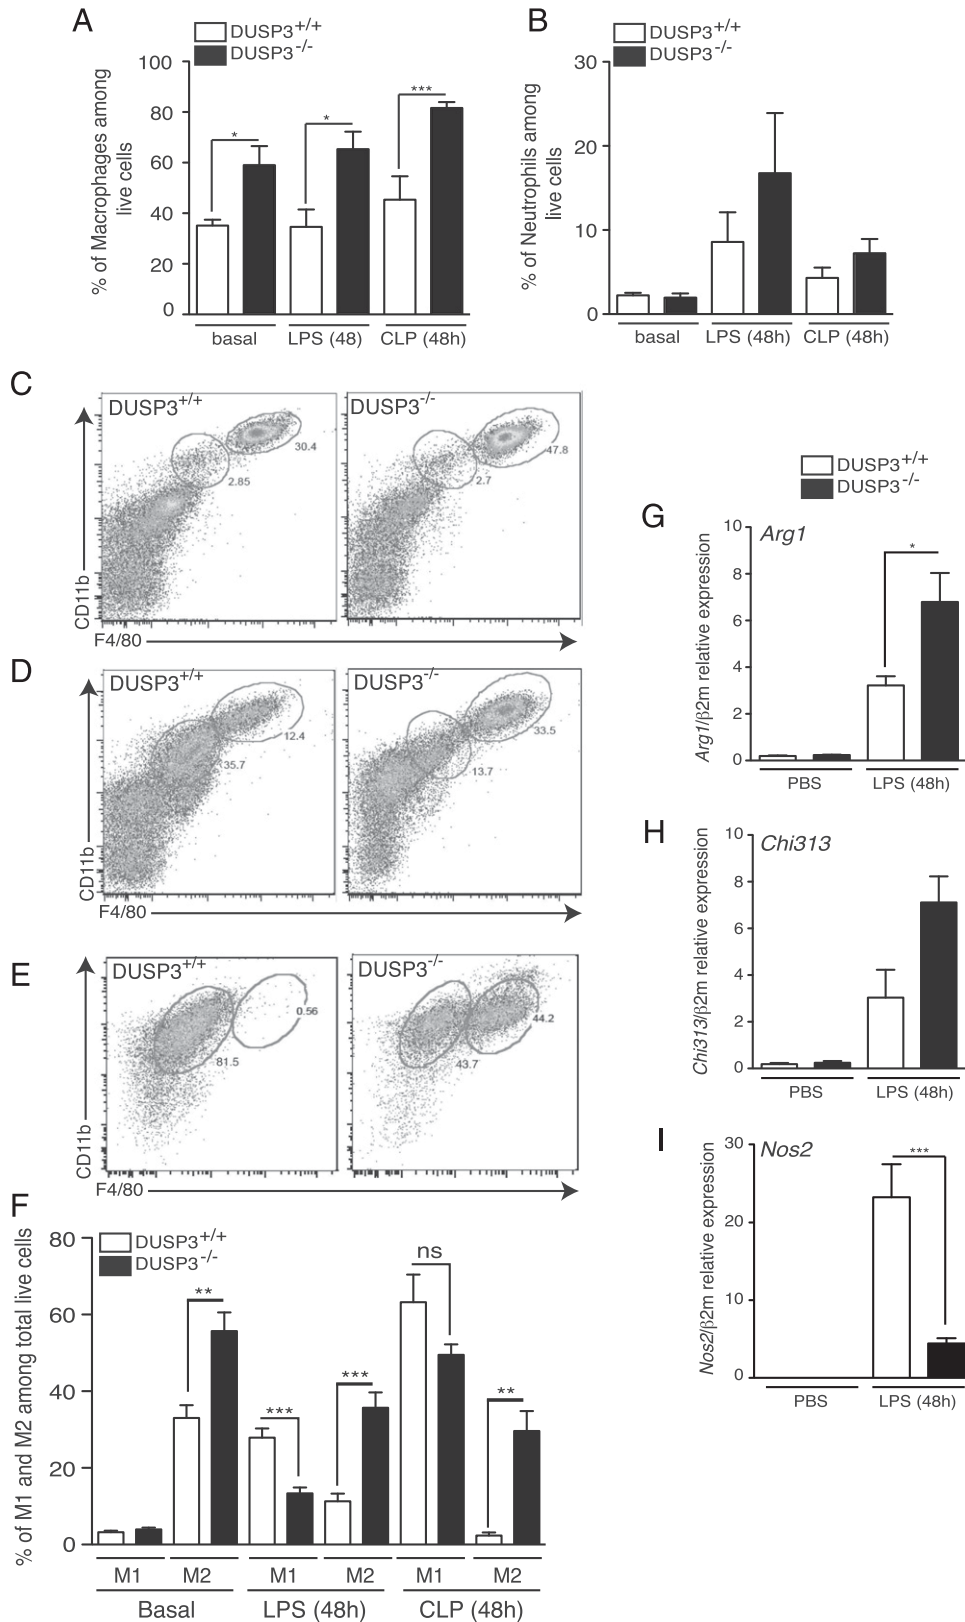 A
DUSP3+/+
DUSP3-/-
% of Macrophages among
live cells
100
80
60
40
20
0
*
*
***
basal
LPS (48)
CLP (48h)
B
DUSP3+/+
DUSP3-/-
% of Neutrophils among
live cells
30
20
10
0
basal
LPS (48h)
CLP (48h)
C
DUSP3+/+
30.4
2.85
DUSP3-/-
47.8
2.7
CD11b
F4/80
D
DUSP3+/+
12.4
35.7
DUSP3-/-
33.5
13.7
CD11b
F4/80
E
DUSP3+/+
0.56
81.5
DUSP3-/-
44.2
43.7
CD11b
F4/80
F
DUSP3+/+
DUSP3-/-
% of M1 and M2 among total live cells
80
60
40
20
0
**
***
***
ns
**
M1
M2
M1
M2
M1
M2
Basal
LPS (48h)
CLP (48h)
DUSP3+/+
DUSP3-/-
G
Arg1
Arg1/β2m relative expression
10
8
6
4
2
0
*
PBS
LPS (48h)
H
Chi313
Chi313/β2m relative expression
10
8
6
4
2
0
PBS
LPS (48h)
I
Nos2
Nos2/β2m relative expression
30
20
10
0
***
PBS
LPS (48h)